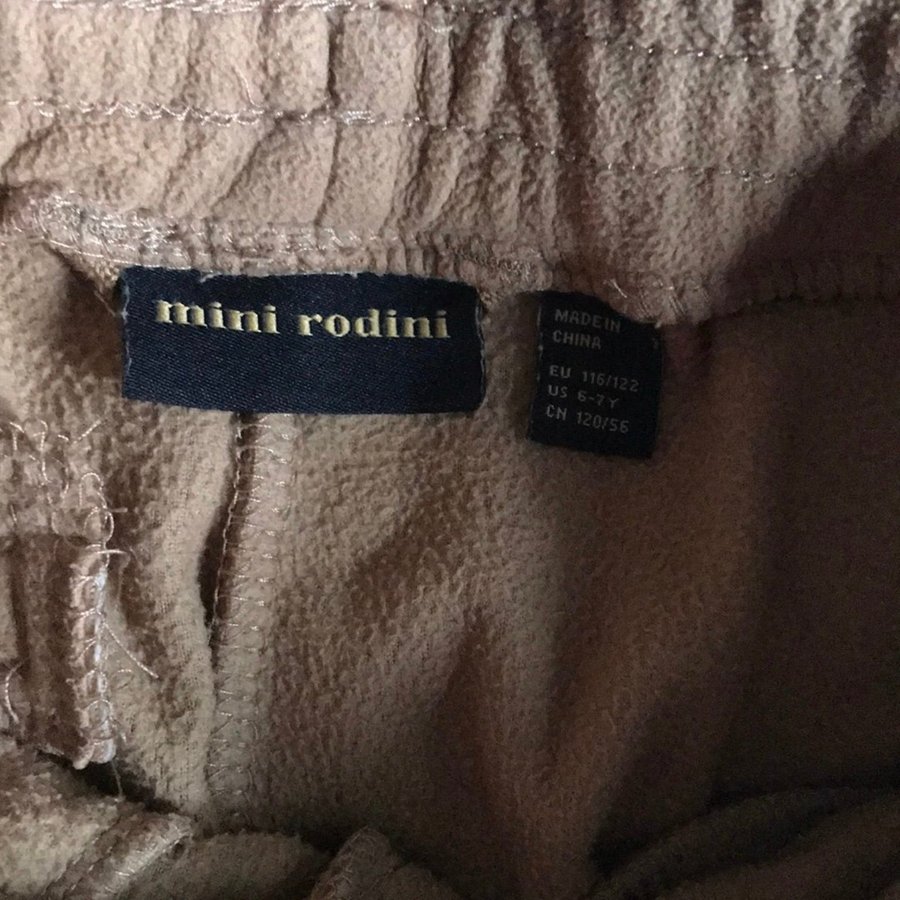 mini rodini
MADE IN
CHINA
EU 116/122
US 6-7Y
CN 120/56